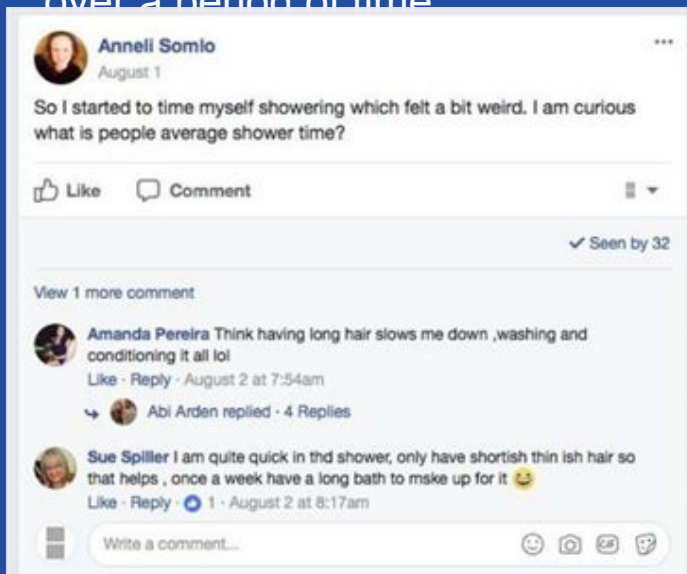 over a period of time
Anneli Somlo
August 1
So I started to time myself showering which felt a bit weird. I am curious
what is people average shower time?
Like Comment
Seen by 32
View 1 more comment
Amanda Pereira Think having long hair slows me down ,washing and
conditioning it all lol
Like · Reply · August 2 at 7:54am
Abi Arden replied · 4 Replies
Sue Spiller I am quite quick in thd shower, only have shortish thin ish hair so
that helps , once a week have a long bath to mske up for it
Like · Reply · 1 · August 2 at 8:17am
Write a comment...
GIF